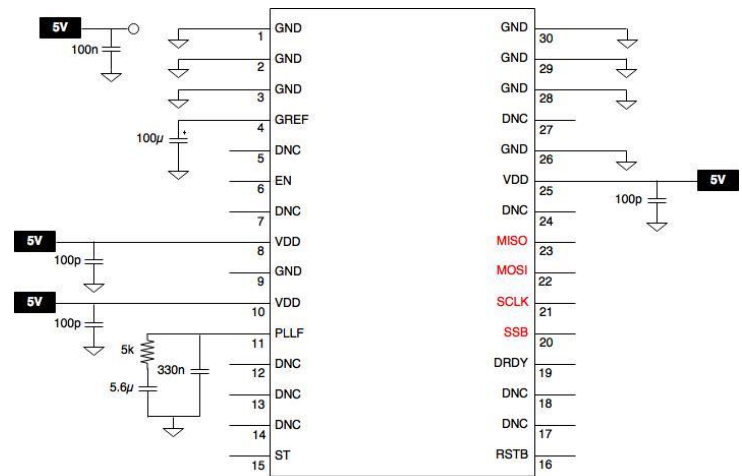 5V
100n
GND
1
GND
2
GND
3
GREF
4
100µ
+
DNC
5
EN
6
DNC
7
5V
VDD
8
100p
GND
9
5V
VDD
10
100p
PLLF
11
5k
330n
5.6µ
DNC
12
DNC
13
DNC
14
ST
15
GND
30
GND
29
GND
28
DNC
27
GND
26
VDD
25
5V
100p
DNC
24
MISO
23
MOSI
22
SCLK
21
SSB
20
DRDY
19
DNC
18
DNC
17
RSTB
16